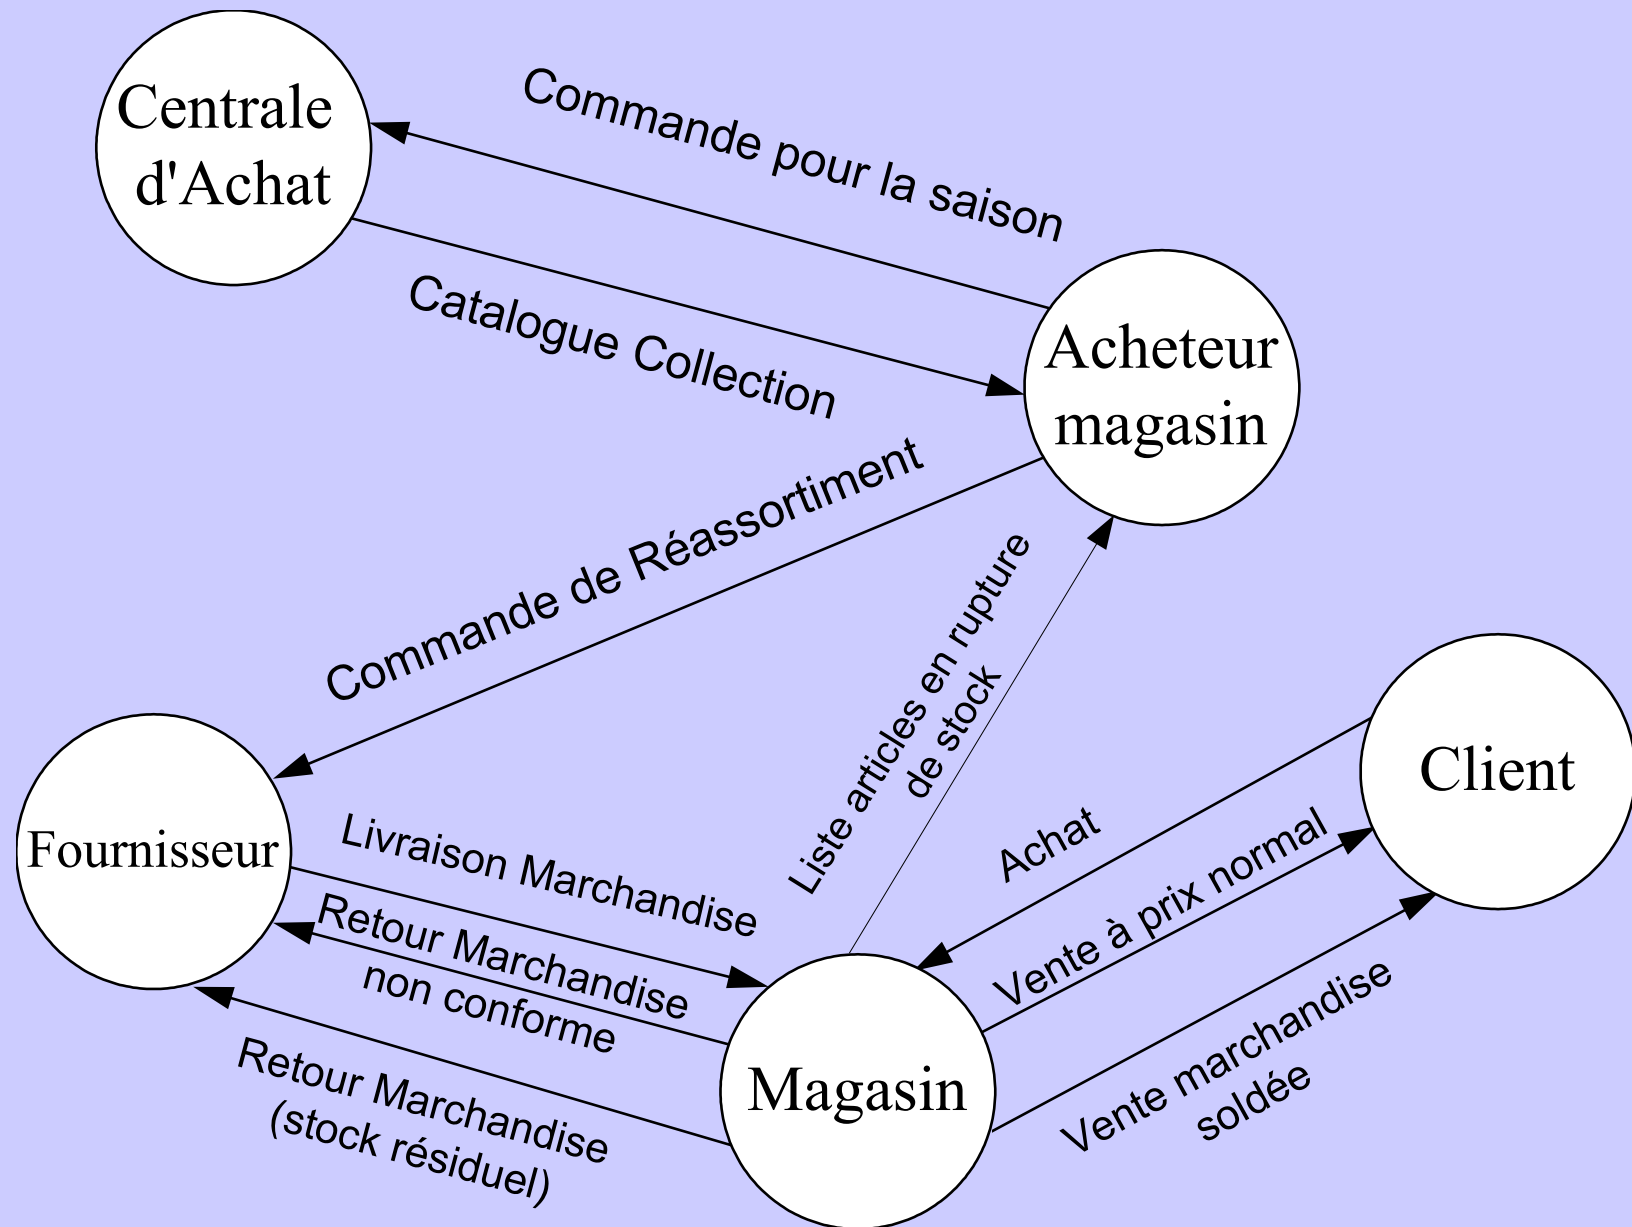 Centrale
d'Achat
Commande pour la saison
Catalogue Collection
Acheteur
magasin
Commande de Réassortiment
Liste articles en rupture
de stock
Client
Fournisseur
Livraison Marchandise
Retour Marchandise
non conforme
Retour Marchandise
(stock résiduel)
Achat
Vente à prix normal
Vente marchandise
soldée
Magasin